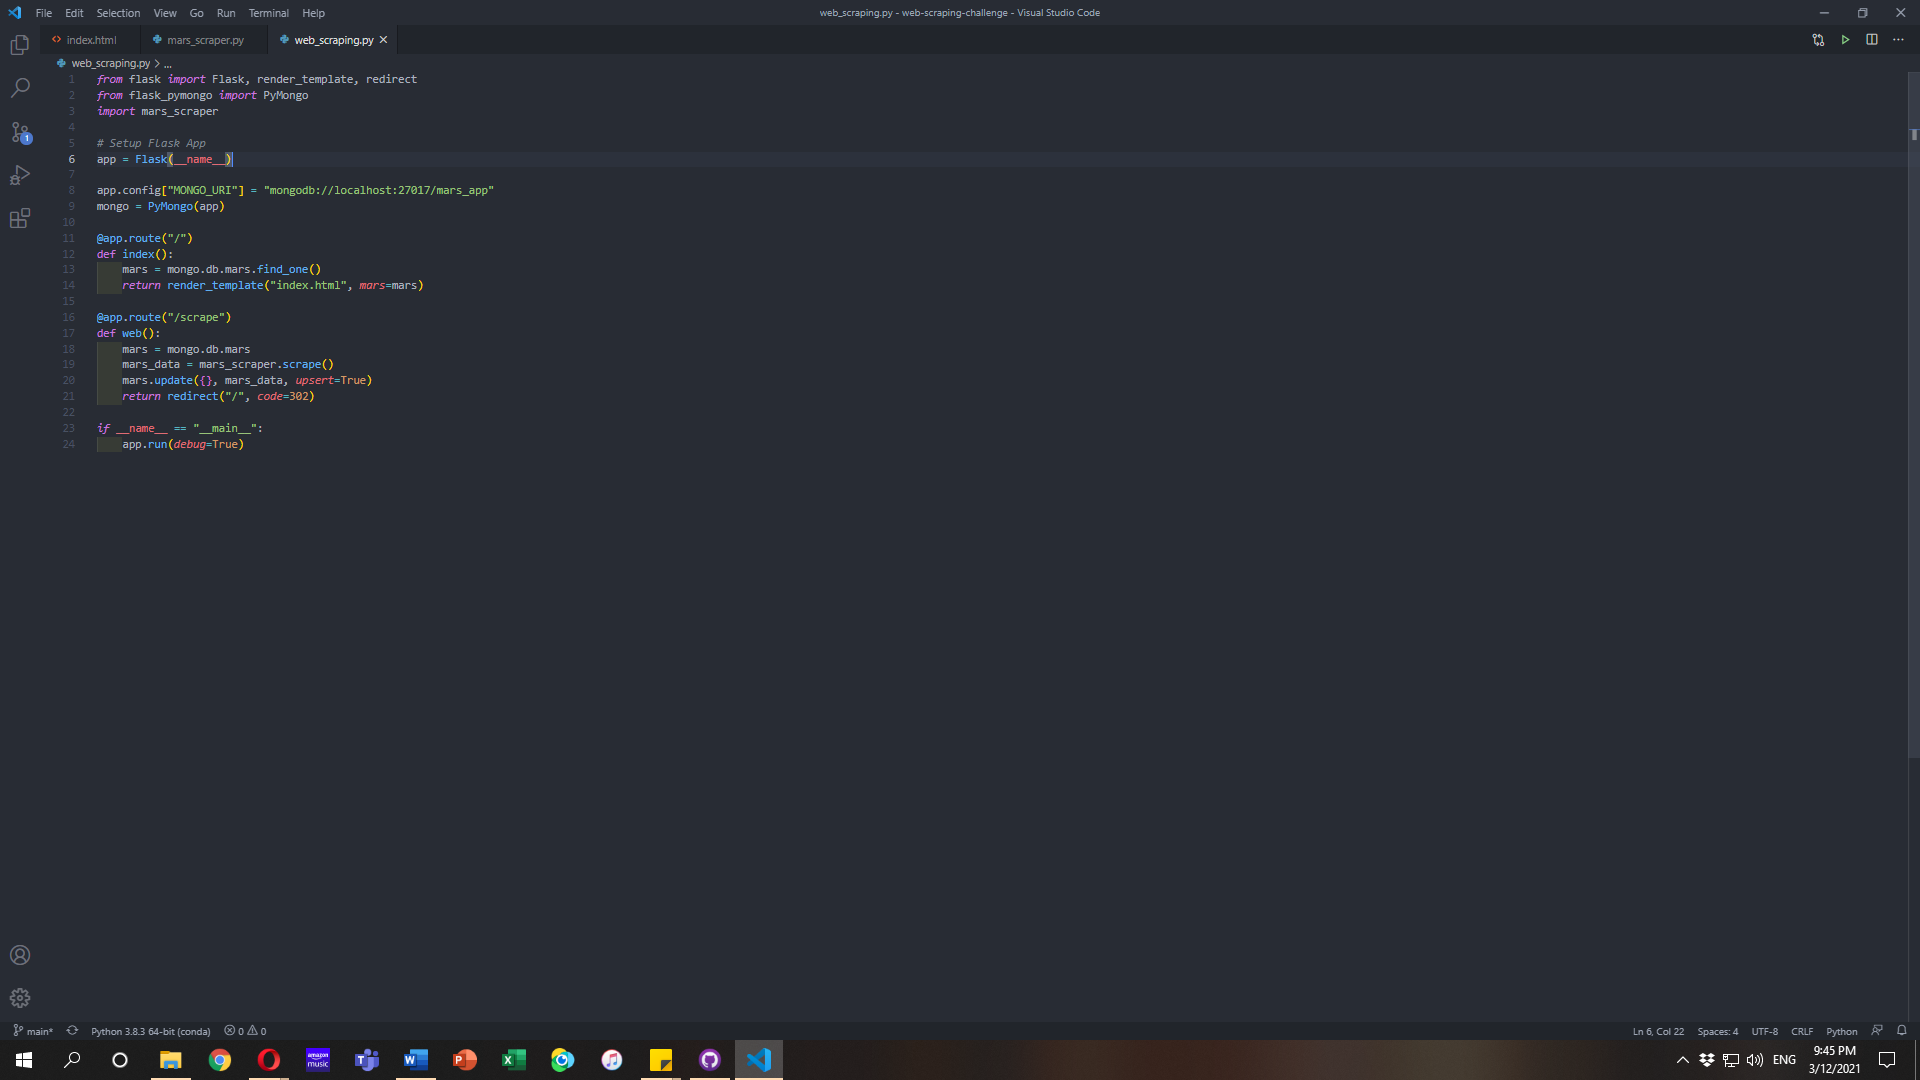 File Edit Selection View Go Run Terminal Help
web_scraping.py - web-scraping-challenge - Visual Studio Code
index.html mars_scraper.py web_scraping.py
web_scraping.py > ...
1 from flask import Flask, render_template, redirect
2 from flask_pymongo import PyMongo
3 import mars_scraper
4
5 # Setup Flask App
6 app = Flask(__name__)
7
8 app.config["MONGO_URI"] = "mongodb://localhost:27017/mars_app"
9 mongo = PyMongo(app)
10
11 @app.route("/")
12 def index():
13 mars = mongo.db.mars.find_one()
14 return render_template("index.html", mars=mars)
15
16 @app.route("/scrape")
17 def web():
18 mars = mongo.db.mars
19 mars_data = mars_scraper.scrape()
20 mars.update({}, mars_data, upsert=True)
21 return redirect("/", code=302)
22
23 if __name__ == "__main__":
24 app.run(debug=True)
1
main* Python 3.8.3 64-bit (conda) 0 0
Ln 6, Col 22 Spaces: 4 UTF-8 CRLF Python
amazon music
ENG
9:45 PM
3/12/2021